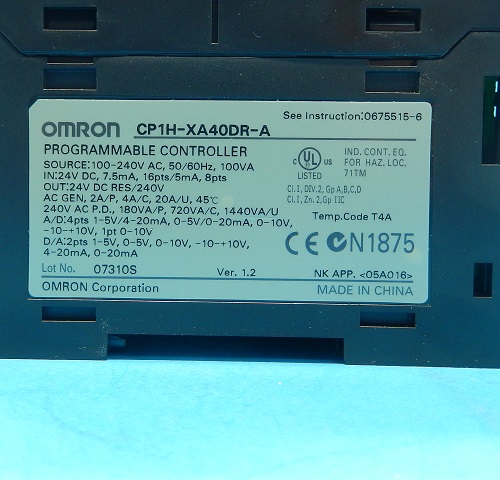 See Instruction:0675515-6
OMRON CP1H-XA40DR-A
PROGRAMMABLE CONTROLLER
SOURCE:100-240V AC, 50/60Hz, 100VA
IN:24V DC, 7.5mA, 16pts/5mA, 8pts
OUT:24V DC RES/240V
AC GEN, 2A/P, 4A/C, 20A/U, 45℃
240V AC P.D., 180VA/P, 720VA/C, 1440VA/U
A/D:4pts 1-5V/4-20mA, 0-5V/0-20mA, 0-10V,
-10-+10V, 1pt 0-10V
D/A:2pts 1-5V, 0-5V, 0-10V, -10-+10V,
4-20mA, 0-20mA
C UL US
LISTED
IND. CONT. EQ.
FOR HAZ. LOC.
71TM
Cl.I, DIV.2, Gp A,B,C,D
Cl.I, Zn.2, Gp IIC
Temp.Code T4A
CE N1875
Lot No. 07310S Ver. 1.2 NK APP. <05A016>
OMRON Corporation MADE IN CHINA